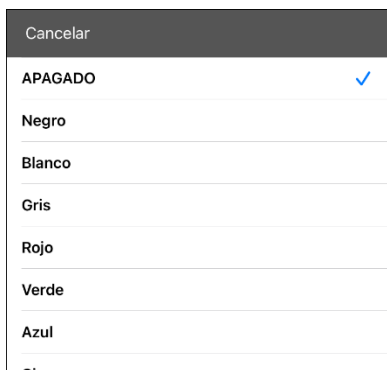 Cancelar
APAGADO
Negro
Blanco
Gris
Rojo
Verde
Azul